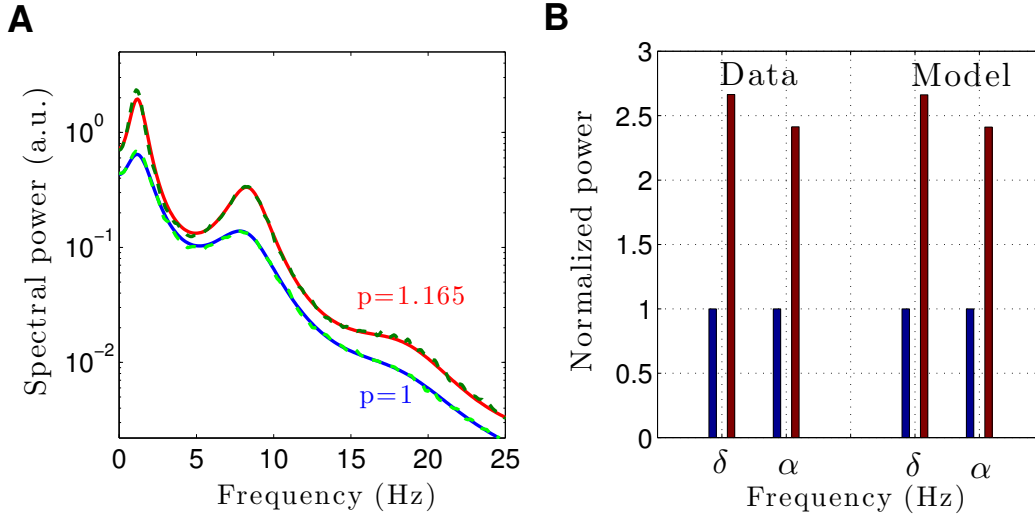 A
Spectral power (a.u.)
10^0
10^-1
10^-2
p=1.165
p=1
0 5 10 15 20 25
Frequency (Hz)
B
Normalized power
3
2.5
2
1.5
1
0.5
0
Data Model
δ α δ α
Frequency (Hz)